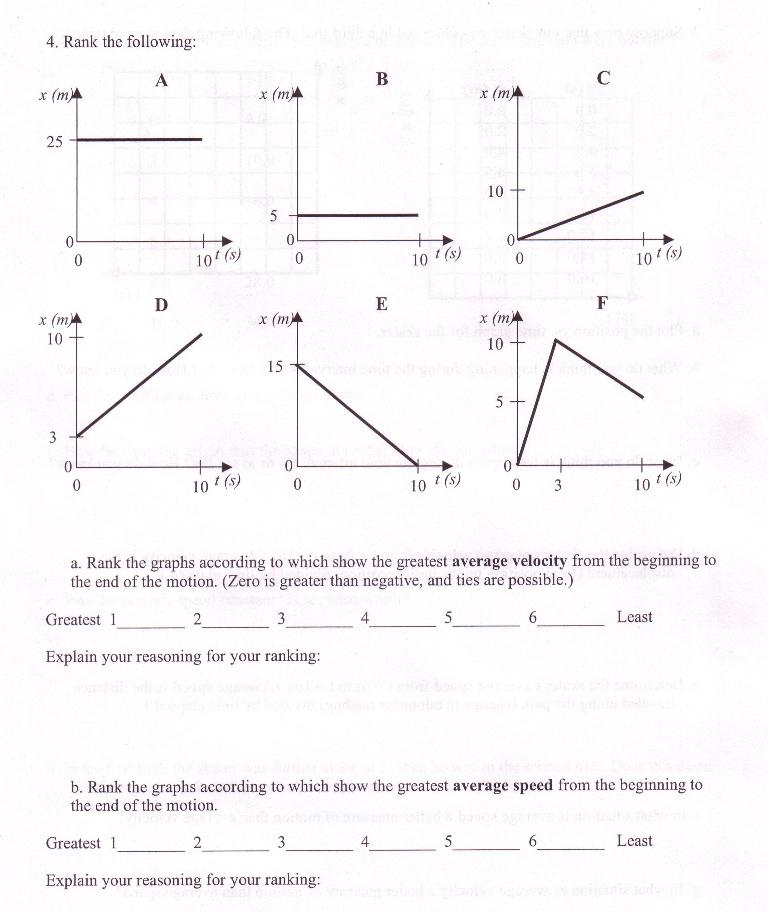 4. Rank the following:
A
B
C
x (m)
x (m)
x (m)
25
5
10
0
0
0
0
10
t (s)
0
10
t (s)
0
10
t (s)
D
E
F
x (m)
x (m)
x (m)
10
3
15
10
5
0
0
0
0
10
t (s)
0
10
t (s)
0
3
10
t (s)
a. Rank the graphs according to which show the greatest average velocity from the beginning to
the end of the motion. (Zero is greater than negative, and ties are possible.)
Greatest 1________ 2________ 3________ 4________ 5________ 6________ Least
Explain your reasoning for your ranking:
b. Rank the graphs according to which show the greatest average speed from the beginning to
the end of the motion.
Greatest 1________ 2________ 3________ 4________ 5________ 6________ Least
Explain your reasoning for your ranking: